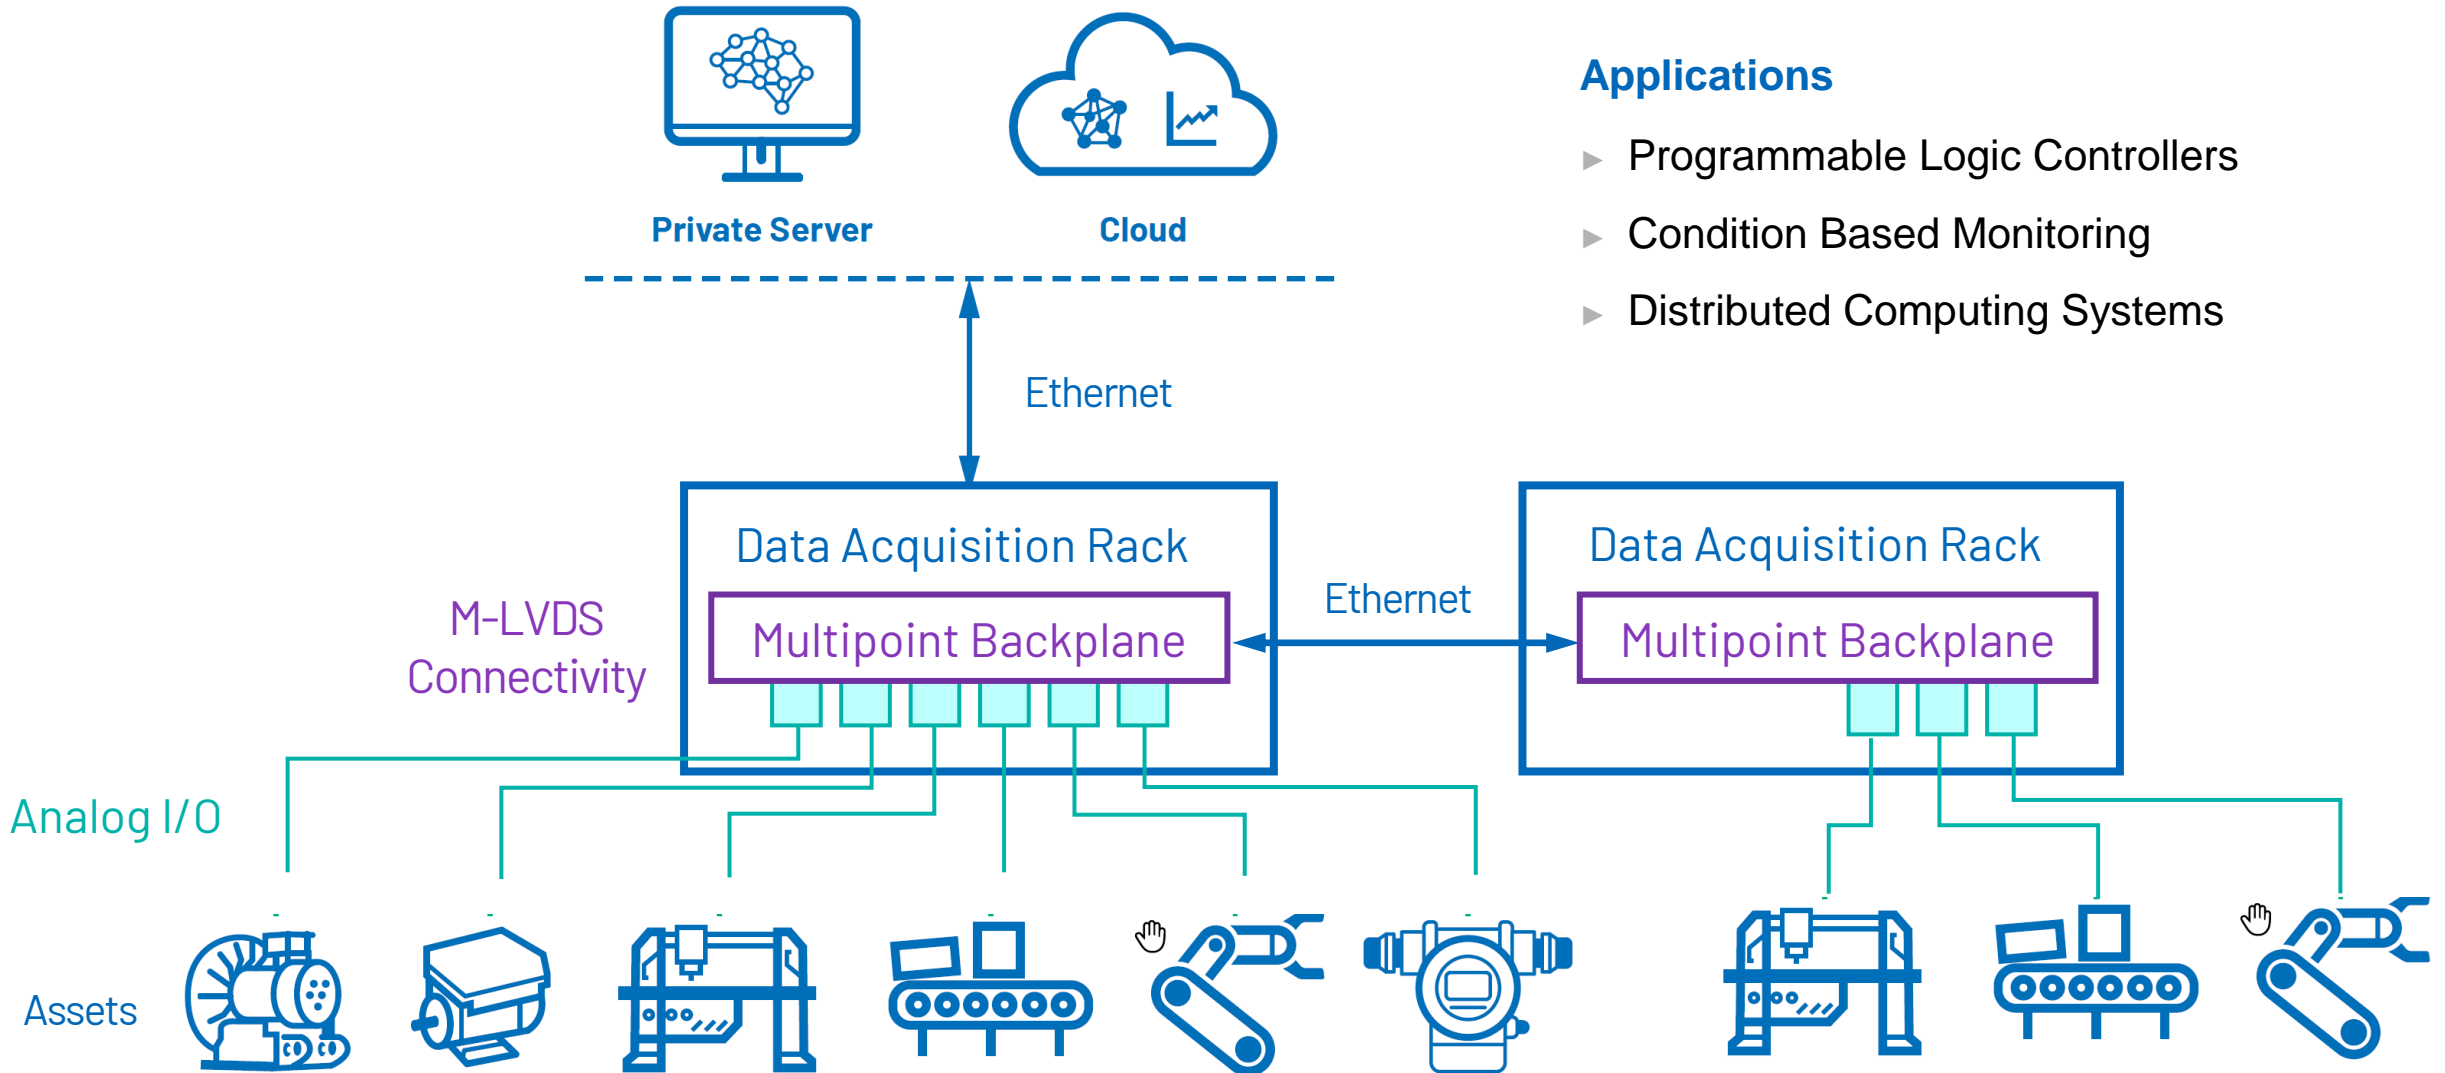 Applications
Programmable Logic Controllers
Condition Based Monitoring
Distributed Computing Systems
Private Server
Cloud
Ethernet
Data Acquisition Rack
Multipoint Backplane
Ethernet
Data Acquisition Rack
Multipoint Backplane
M-LVDS
Connectivity
Analog I/O
Assets